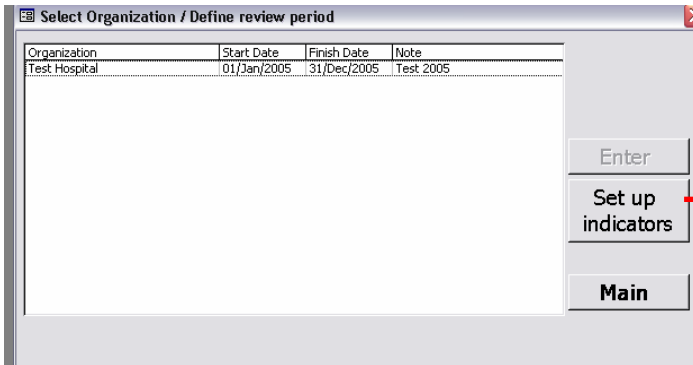 Select Organization / Define review period
Organization Start Date Finish Date Note
Test Hospital 01/Jan/2005 31/Dec/2005 Test 2005
Enter
Set up
indicators
Main